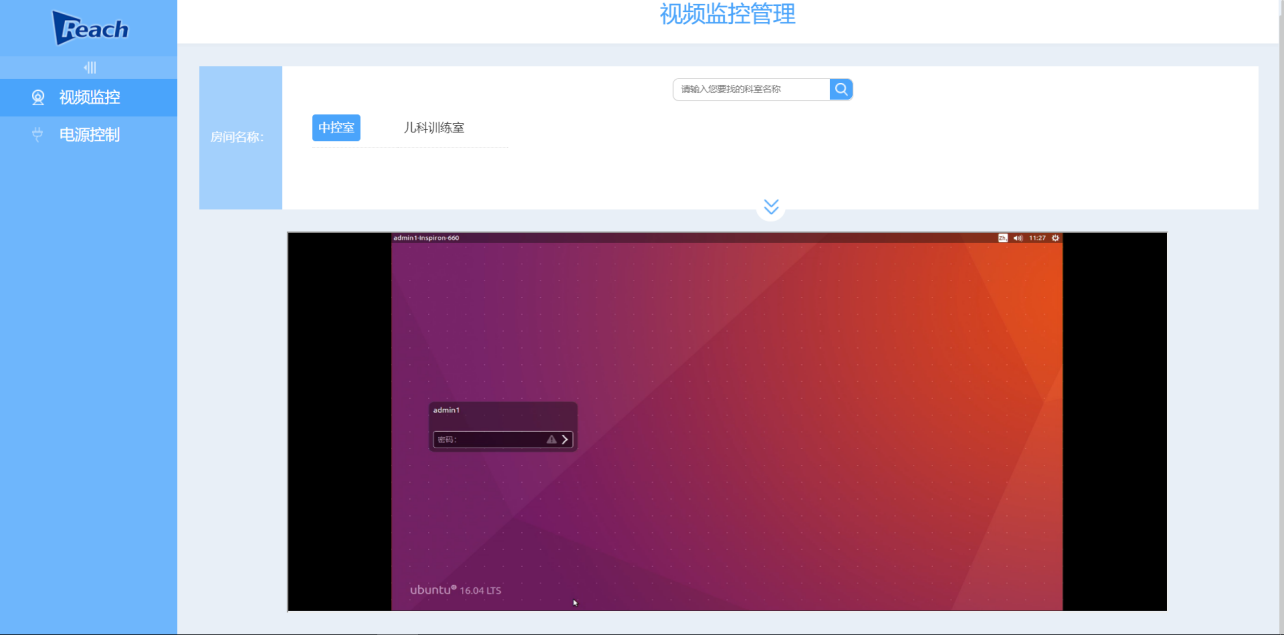 Reach
视频监控管理
视频监控
电源控制
请输入您要找的科室名称
房间名称:
中控室
儿科训练室
admin1-Inspiron-660
Zh
11:27
admin1
密码:
ubuntu® 16.04 LTS